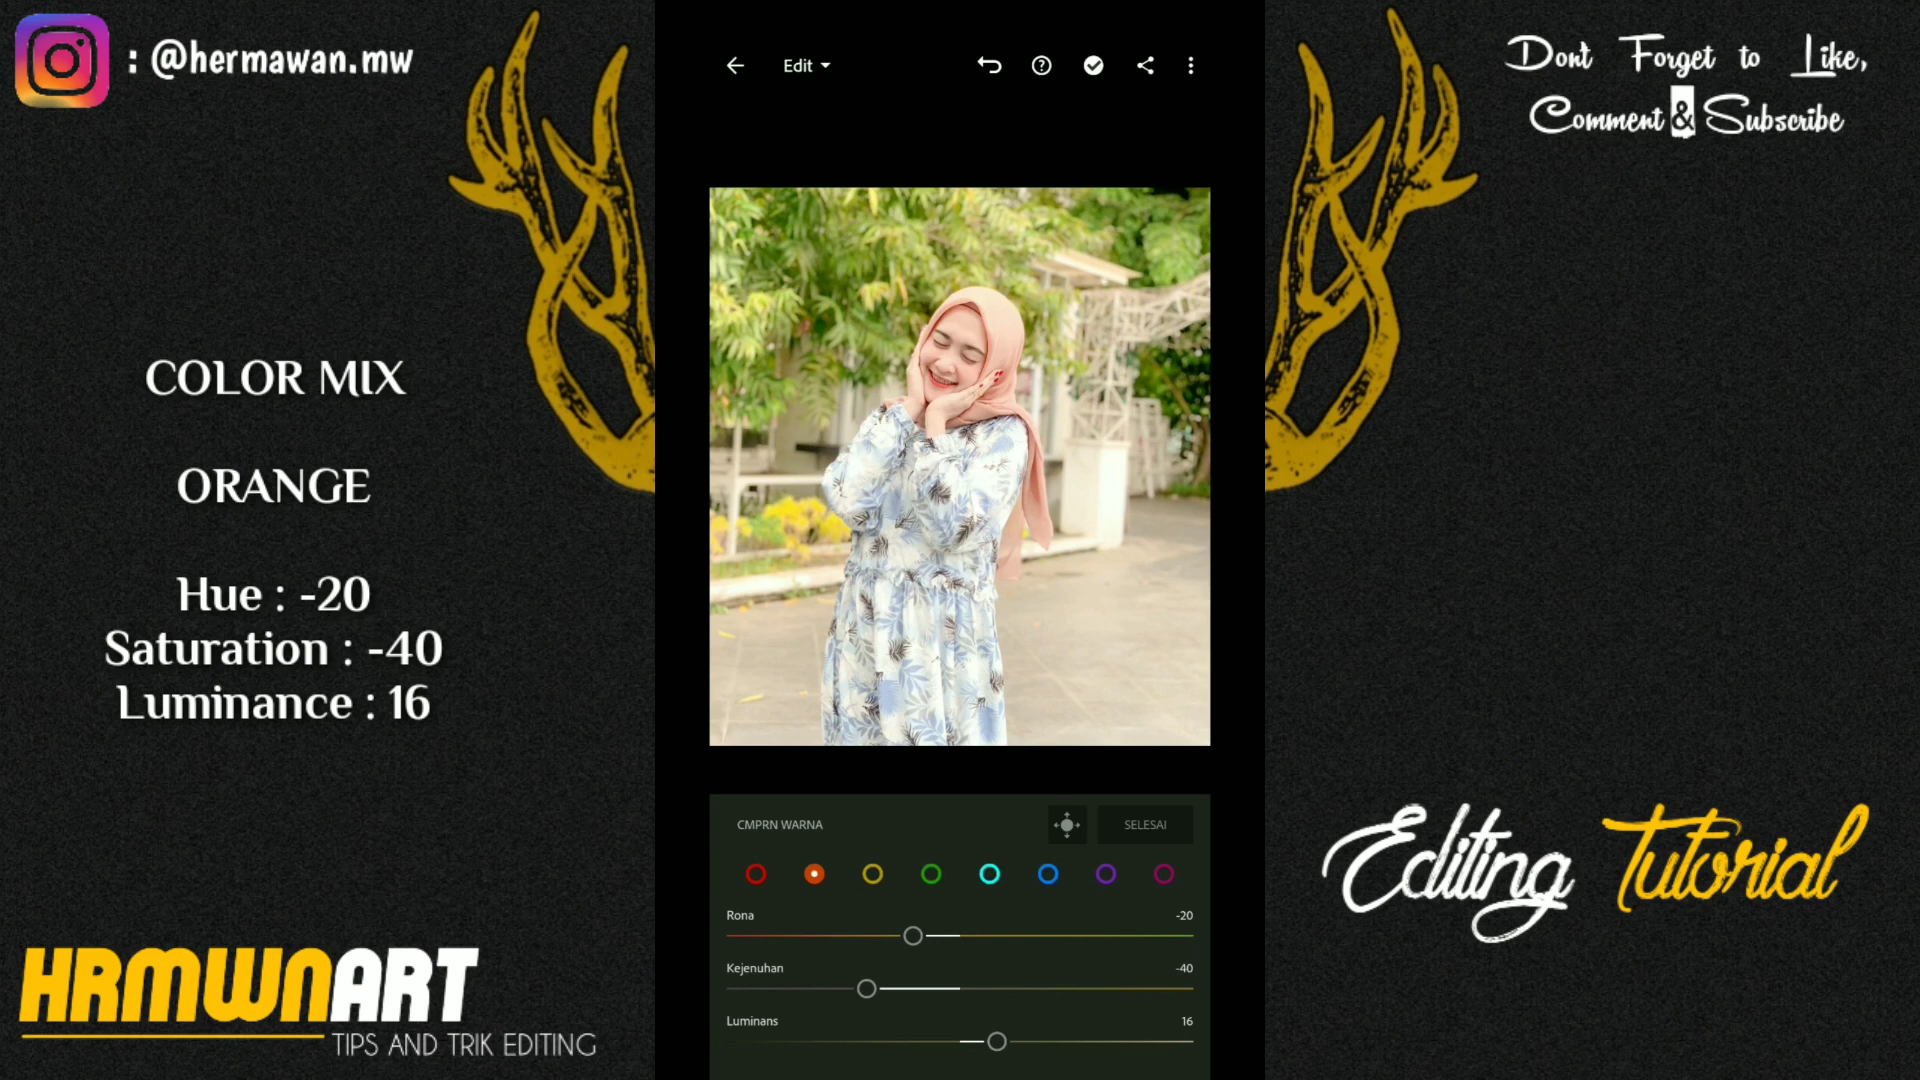 : @hermawan.mw
Don't Forget to Like,
Comment & Subscribe
Edit
COLOR MIX
ORANGE
Hue : -20
Saturation : -40
Luminance : 16
CMPRN WARNA
SELESAI
Rona -20
Kejenuhan -40
Luminans 16
Editing Tutorial
HRMWNART
TIPS AND TRIK EDITING